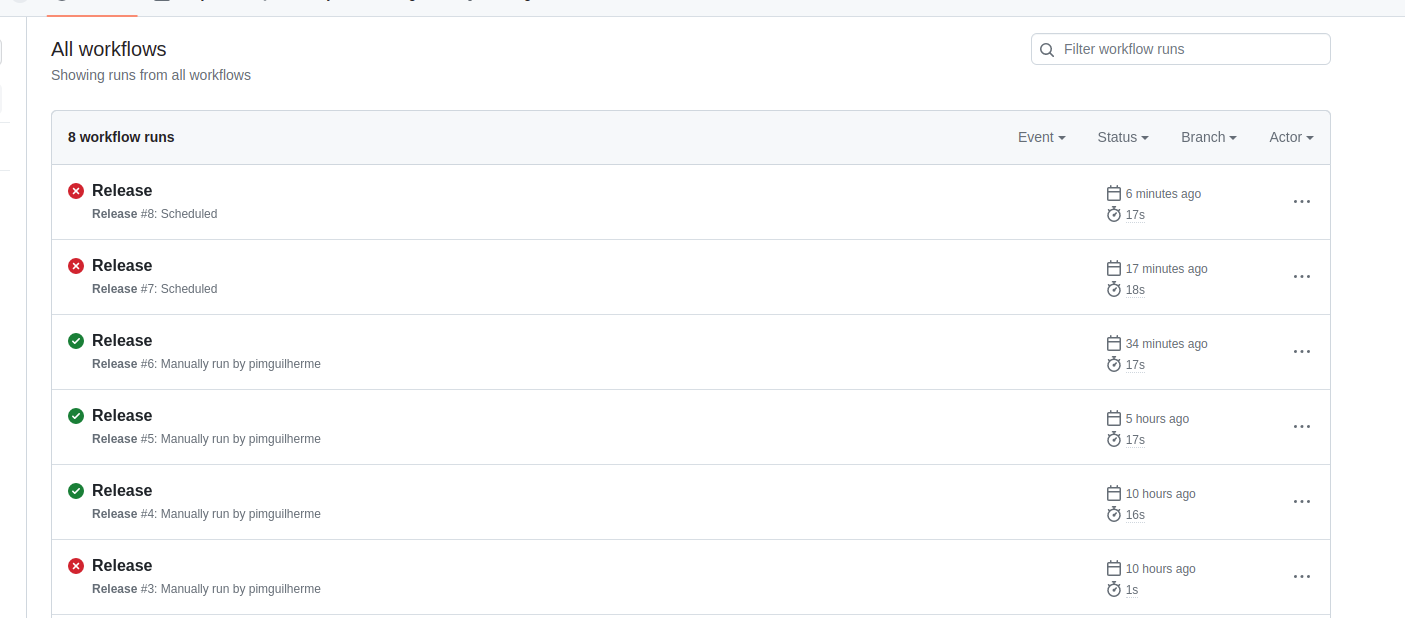 All workflows
Filter workflow runs
Showing runs from all workflows
8 workflow runs
Event
Status
Branch
Actor
Release
6 minutes ago
Release #8: Scheduled
17s
Release
17 minutes ago
Release #7: Scheduled
18s
Release
34 minutes ago
Release #6: Manually run by pimguilherme
17s
Release
5 hours ago
Release #5: Manually run by pimguilherme
17s
Release
10 hours ago
Release #4: Manually run by pimguilherme
16s
Release
10 hours ago
Release #3: Manually run by pimguilherme
1s